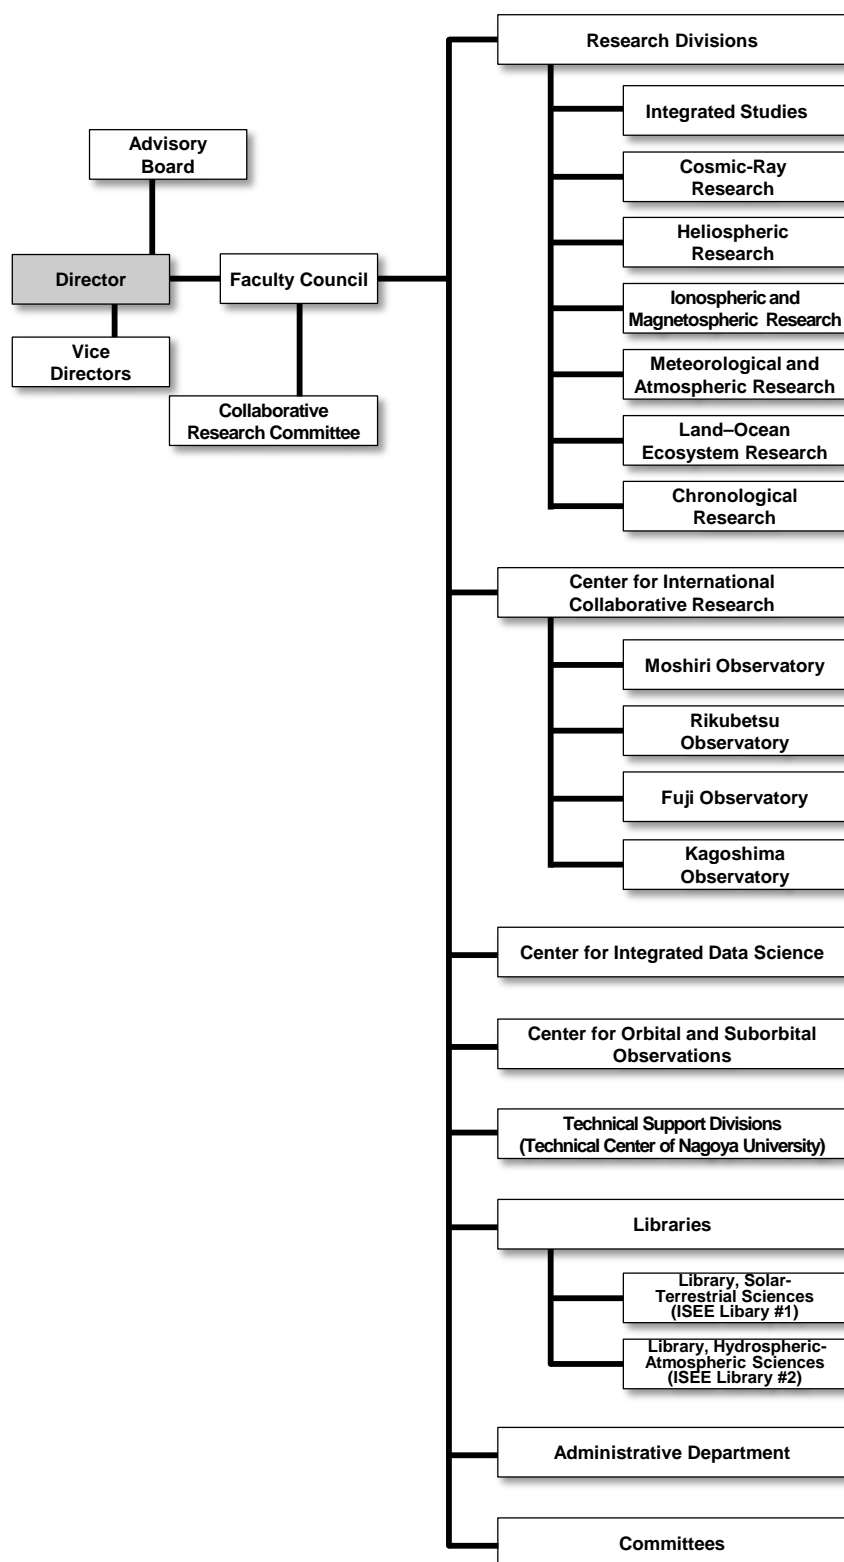 Advisory
Board
Director
Vice
Directors
Faculty Council
Collaborative
Research Committee
Research Divisions
Integrated Studies
Cosmic-Ray
Research
Heliospheric
Research
Ionospheric and
Magnetospheric Research
Meteorological and
Atmospheric Research
Land–Ocean
Ecosystem Research
Chronological
Research
Center for International
Collaborative Research
Moshiri Observatory
Rikubetsu
Observatory
Fuji Observatory
Kagoshima
Observatory
Center for Integrated Data Science
Center for Orbital and Suborbital
Observations
Technical Support Divisions
(Technical Center of Nagoya University)
Libraries
Library, Solar-
Terrestrial Sciences
(ISEE Libary #1)
Library, Hydrospheric-
Atmospheric Sciences
(ISEE Library #2)
Administrative Department
Committees